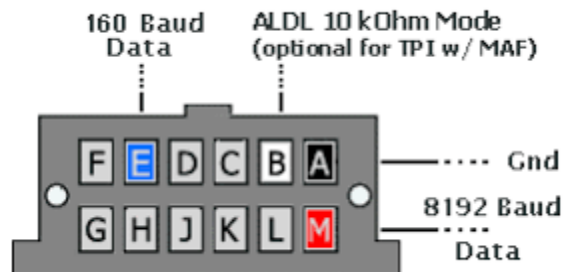 160 Baud
Data
ALDL 10 kOhm Mode
(optional for TPI w/ MAF)
F E D C B A
Gnd
G H J K L M
8192 Baud
Data